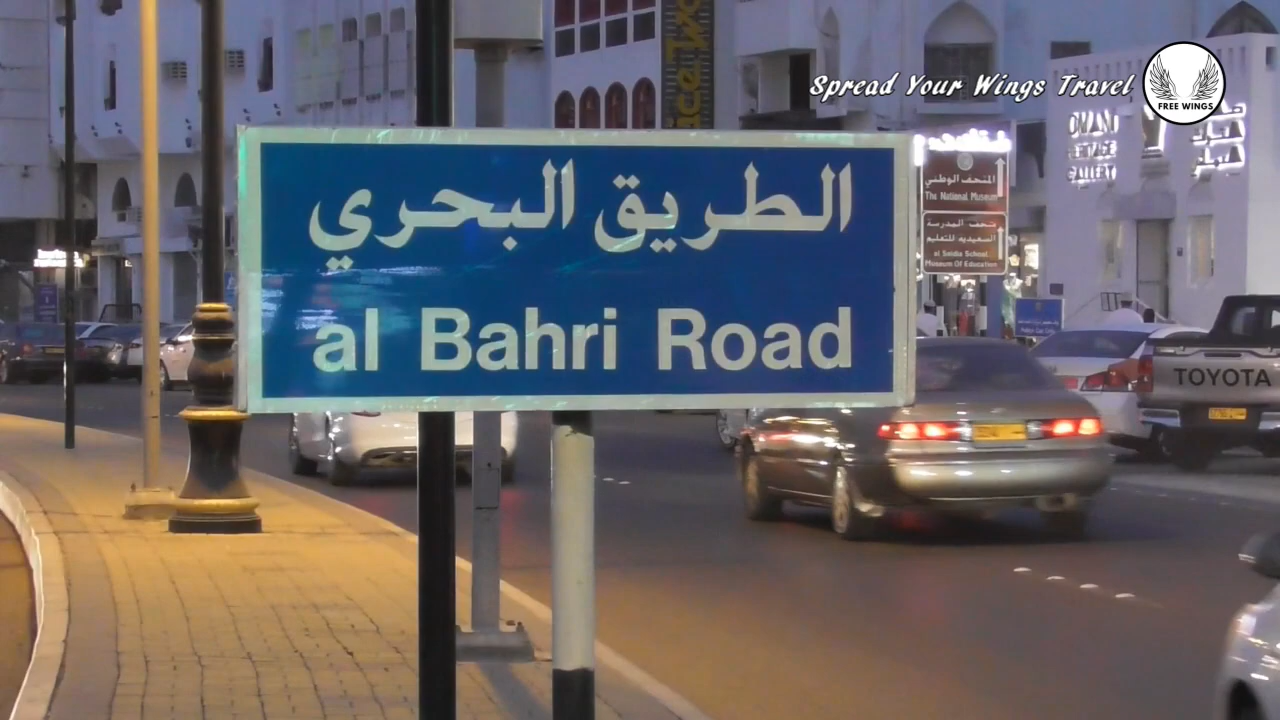 Spread Your Wings Travel
FREE WINGS
الطريق البحري
al Bahri Road
المتحف الوطني
The National Museum
متحف المدرسة
السعيدية للتعليم
al Saidia School
Museum Of Education
OMANI
HERITAGE
GALLERY
TOYOTA